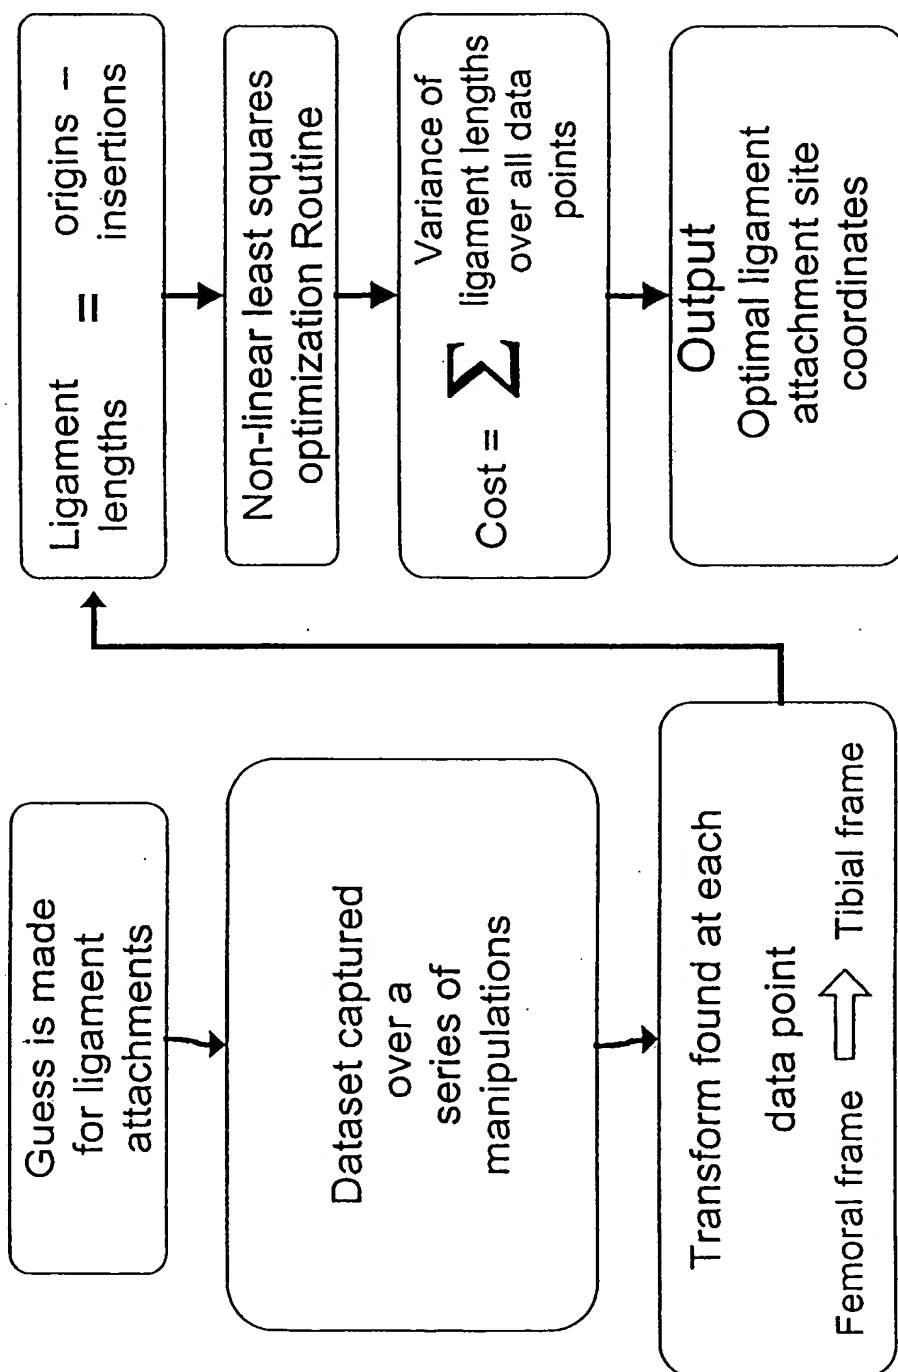 Guess is made
for ligament
attachments
Dataset captured
over a
series of
manipulations
Transform found at each
data point
Femoral frame Tibial frame
Ligament = origins –
lengths insertions
Non-linear least squares
optimization Routine
Cost = Σ Variance of
ligament lengths
over all data
points
Output
Optimal ligament
attachment site
coordinates